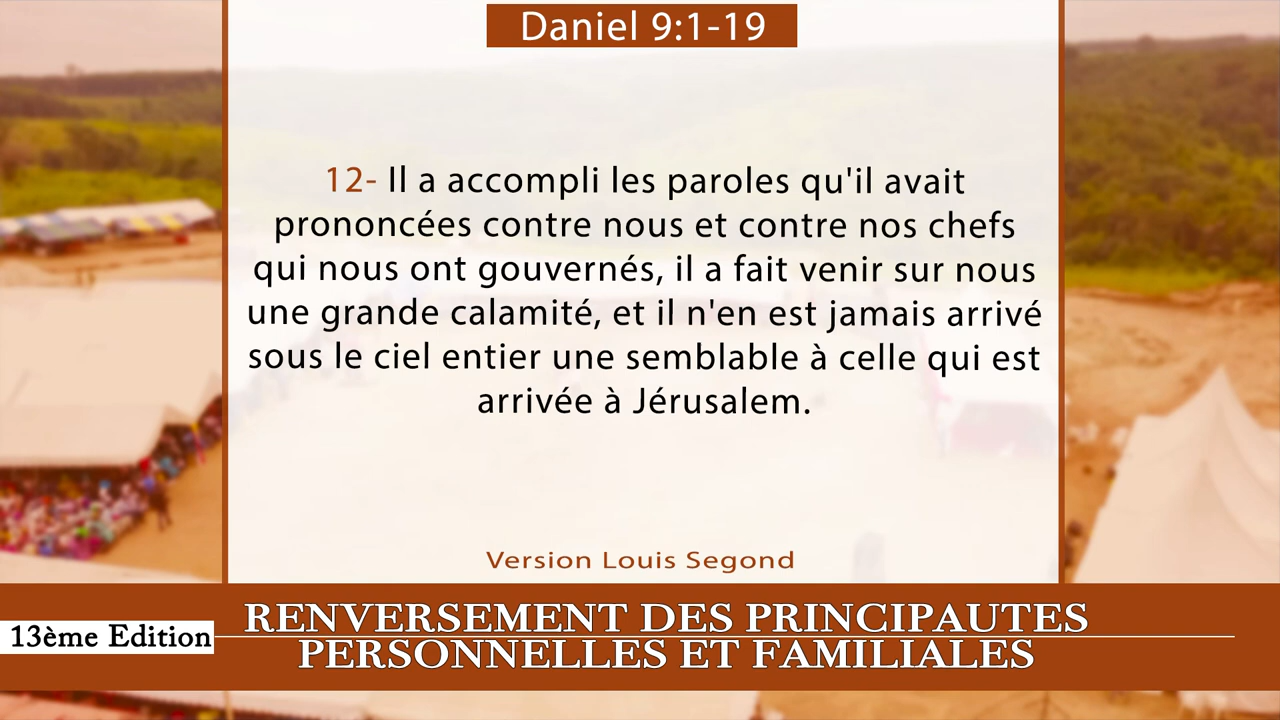 Daniel 9:1-19
12- Il a accompli les paroles qu'il avait
prononcées contre nous et contre nos chefs
qui nous ont gouvernés, il a fait venir sur nous
une grande calamité, et il n'en est jamais arrivé
sous le ciel entier une semblable à celle qui est
arrivée à Jérusalem.
Version Louis Segond
13ème Edition
RENVERSEMENT DES PRINCIPAUTES
PERSONNELLES ET FAMILIALES